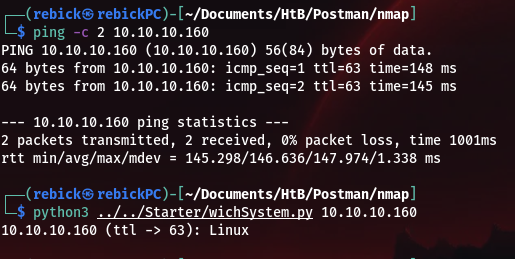 ┌──(rebick㉿rebickPC)-[~/Documents/HtB/Postman/nmap]
└─$ ping -c 2 10.10.10.160
PING 10.10.10.160 (10.10.10.160) 56(84) bytes of data.
64 bytes from 10.10.10.160: icmp_seq=1 ttl=63 time=148 ms
64 bytes from 10.10.10.160: icmp_seq=2 ttl=63 time=145 ms
--- 10.10.10.160 ping statistics ---
2 packets transmitted, 2 received, 0% packet loss, time 1001ms
rtt min/avg/max/mdev = 145.298/146.636/147.974/1.338 ms
┌──(rebick㉿rebickPC)-[~/Documents/HtB/Postman/nmap]
└─$ python3 ../../Starter/wichSystem.py 10.10.10.160
10.10.10.160 (ttl -> 63): Linux